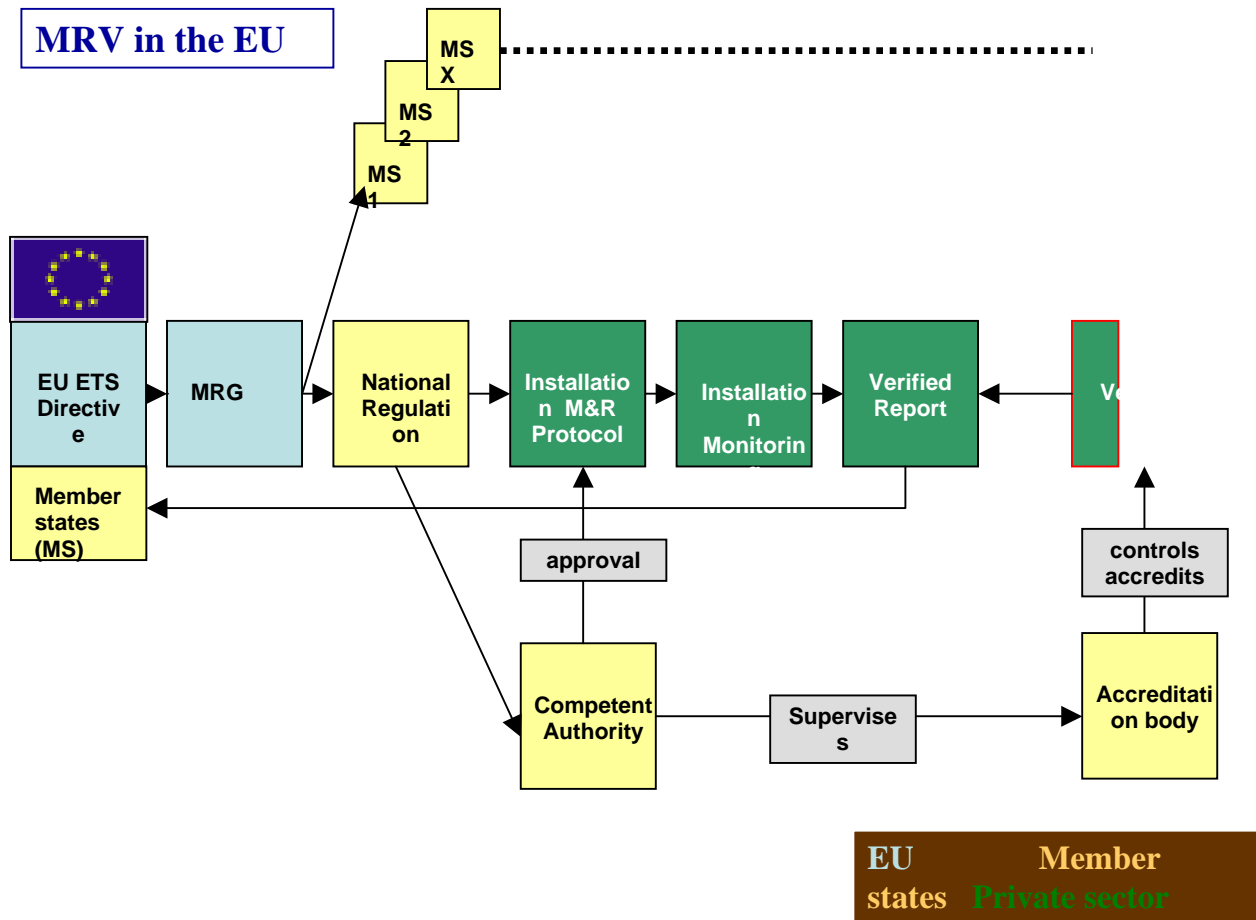 MRV in the EU
MS
X
MS
2
MS
1
EU ETS
Directiv
e
MRG
National
Regulati
on
Installatio
n M&R
Protocol
Installatio
n
Monitorin
Verified
Report
Member
states
(MS)
approval
controls
accredits
Competent
Authority
Supervise
s
Accreditati
on body
EU Member
states Private sector